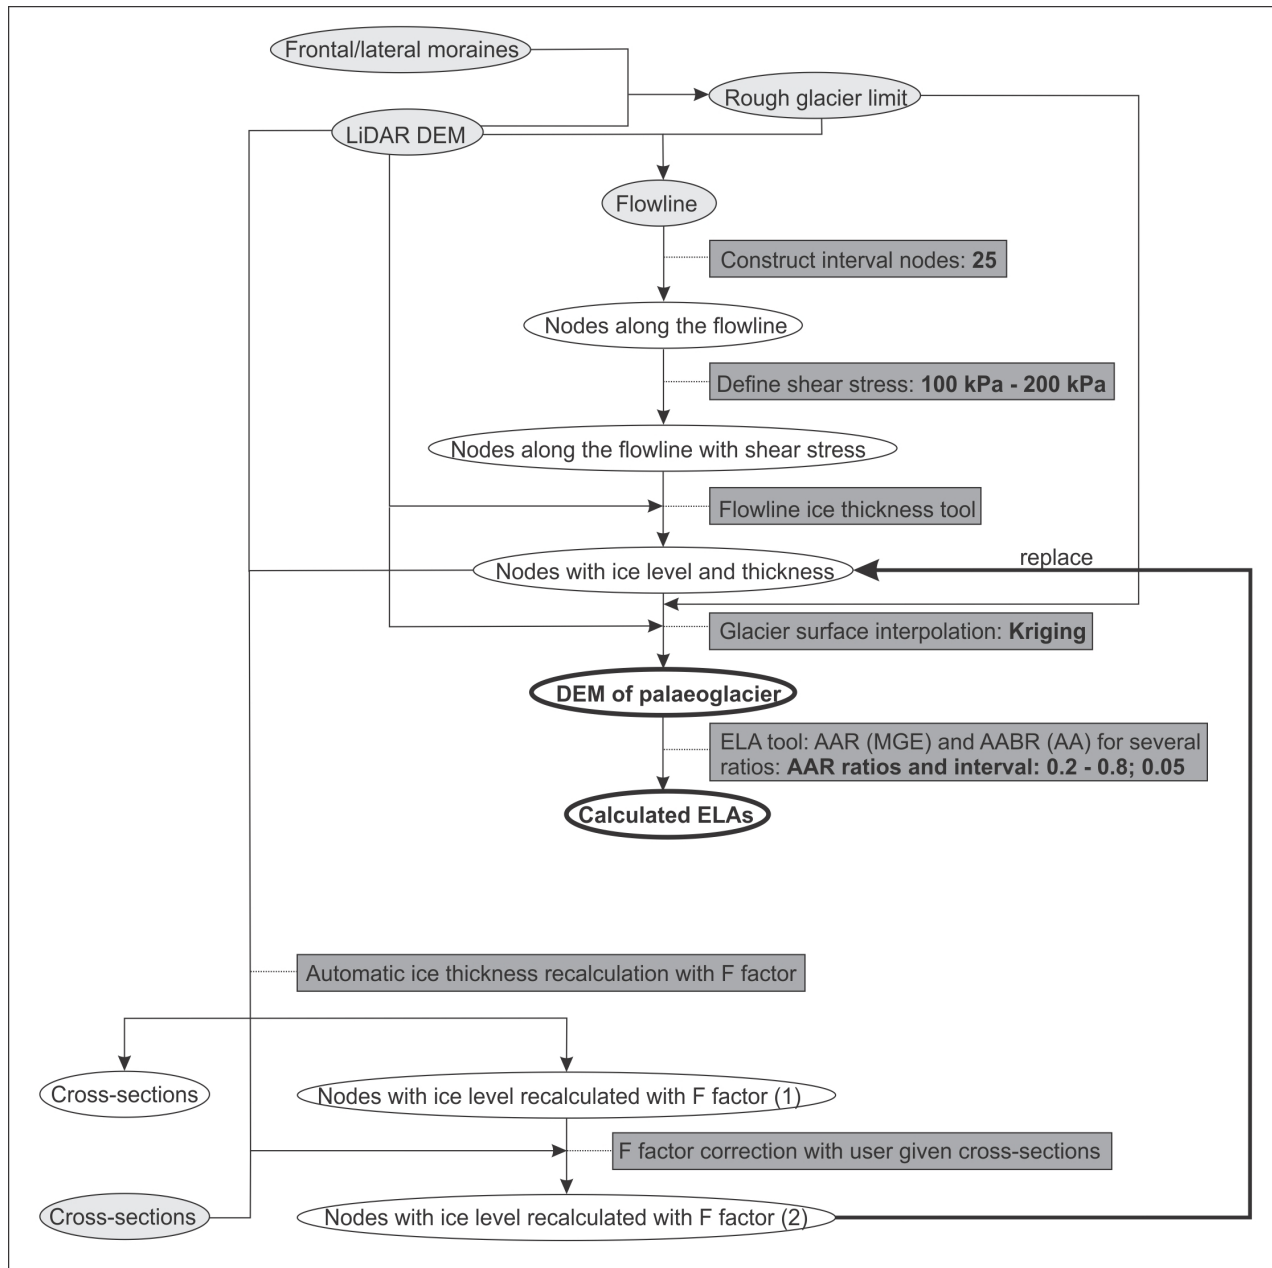 Frontal/lateral moraines
Rough glacier limit
LiDAR DEM
Flowline
Construct interval nodes: 25
Nodes along the flowline
Define shear stress: 100 kPa - 200 kPa
Nodes along the flowline with shear stress
Flowline ice thickness tool
replace
Nodes with ice level and thickness
Glacier surface interpolation: Kriging
DEM of palaeoglacier
ELA tool: AAR (MGE) and AABR (AA) for several
ratios: AAR ratios and interval: 0.2 - 0.8; 0.05
Calculated ELAs
Automatic ice thickness recalculation with F factor
Cross-sections
Nodes with ice level recalculated with F factor (1)
F factor correction with user given cross-sections
Cross-sections
Nodes with ice level recalculated with F factor (2)